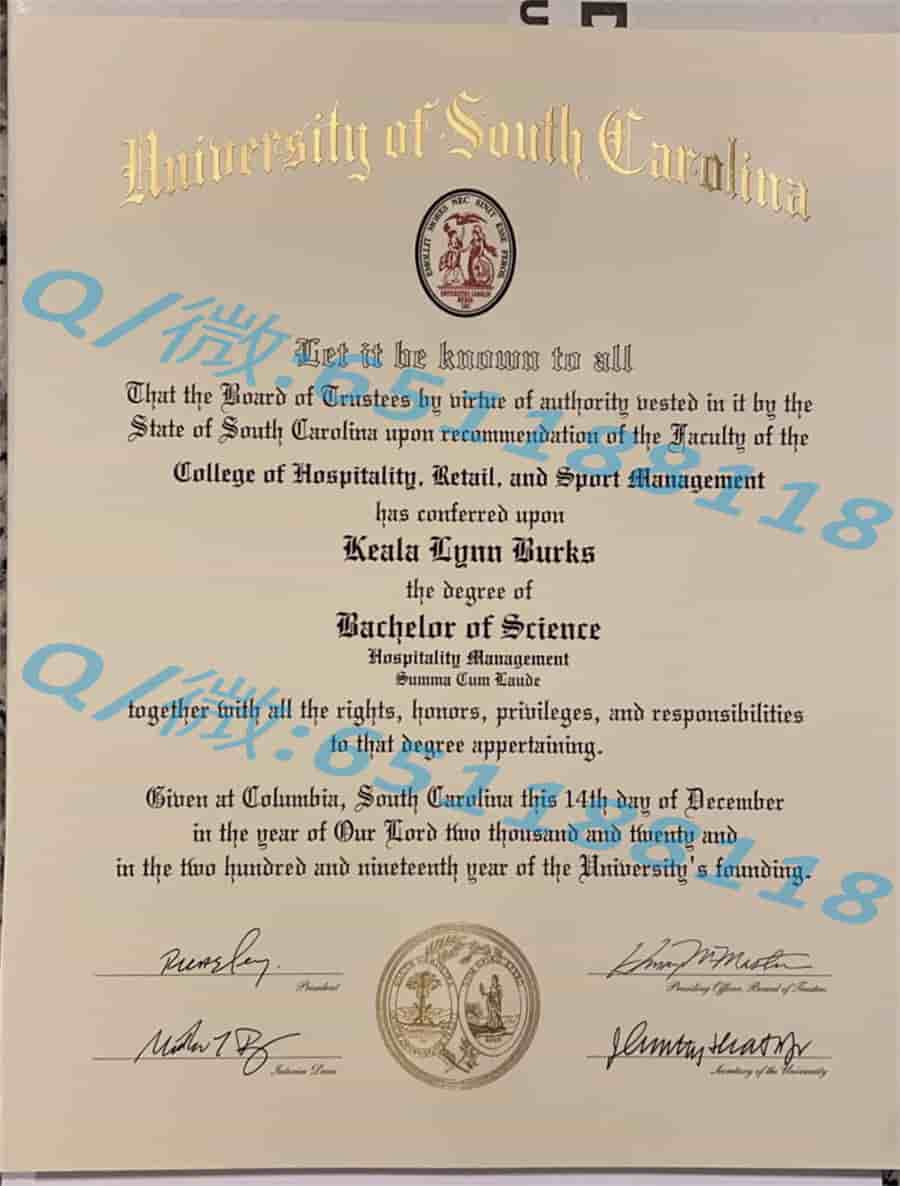 University of South Carolina
EMOLLIT MORES NEC SINIT ESSE FEROS
Let it be known to all
That the Board of Trustees by virtue of authority vested in it by the
State of South Carolina upon recommendation of the Faculty of the
College of Hospitality, Retail, and Sport Management
has conferred upon
Keala Lynn Burks
the degree of
Bachelor of Science
Hospitality Management
Summa Cum Laude
together with all the rights, honors, privileges, and responsibilities
to that degree appertaining.
Given at Columbia, South Carolina this 14th day of December
in the year of Our Lord two thousand and twenty and
in the two hundred and nineteenth year of the University's founding.
President
Presiding Officer, Board of Trustees
Interim Dean
Secretary of the University
Q/微:651188118
Q/微:651188118